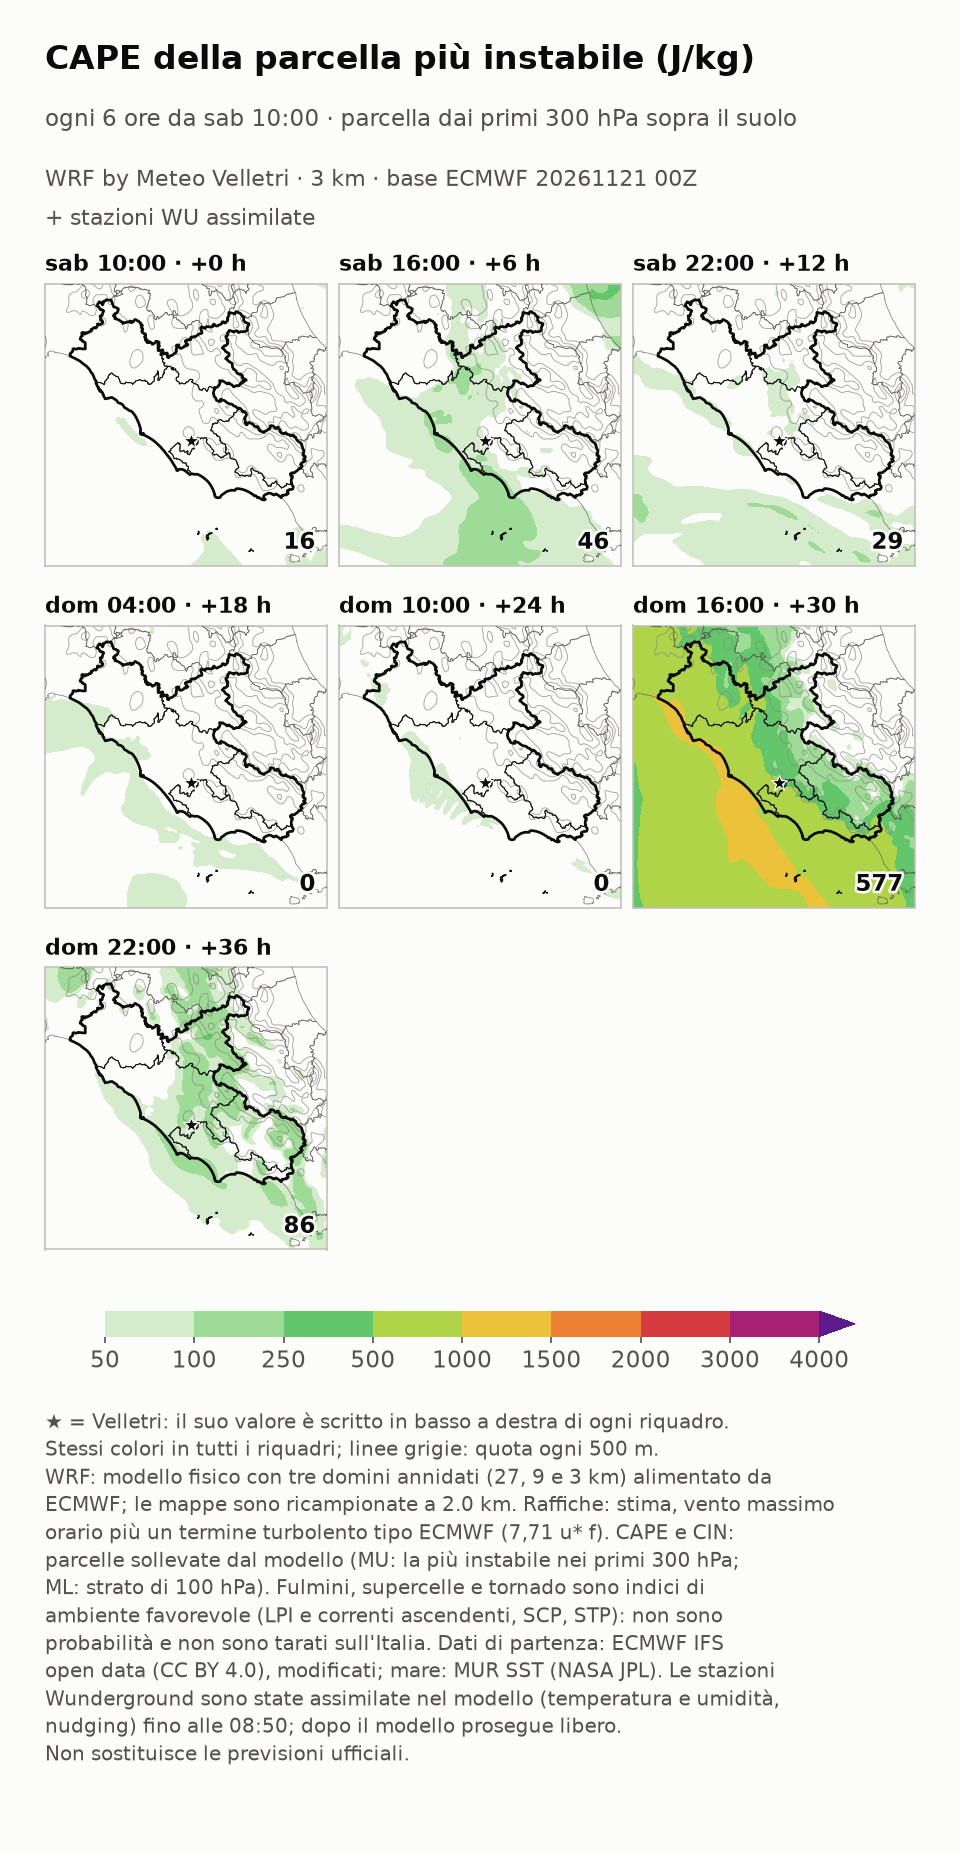 CAPE della parcella più instabile (J/kg)
ogni 6 ore da sab 10:00 · parcella dai primi 300 hPa sopra il suolo
WRF by Meteo Velletri · 3 km · base ECMWF 20261121 00Z
+ stazioni WU assimilate
sab 10:00 · +0 h
sab 16:00 · +6 h
sab 22:00 · +12 h
16
46
29
dom 04:00 · +18 h
dom 10:00 · +24 h
dom 16:00 · +30 h
0
0
577
dom 22:00 · +36 h
86
50 100 250 500 1000 1500 2000 3000 4000
★ = Velletri: il suo valore è scritto in basso a destra di ogni riquadro.
Stessi colori in tutti i riquadri; linee grigie: quota ogni 500 m.
WRF: modello fisico con tre domini annidati (27, 9 e 3 km) alimentato da
ECMWF; le mappe sono ricampionate a 2.0 km. Raffiche: stima, vento massimo
orario più un termine turbolento tipo ECMWF (7,71 u* f). CAPE e CIN:
parcelle sollevate dal modello (MU: la più instabile nei primi 300 hPa;
ML: strato di 100 hPa). Fulmini, supercelle e tornado sono indici di
ambiente favorevole (LPI e correnti ascendenti, SCP, STP): non sono
probabilità e non sono tarati sull'Italia. Dati di partenza: ECMWF IFS
open data (CC BY 4.0), modificati; mare: MUR SST (NASA JPL). Le stazioni
Wunderground sono state assimilate nel modello (temperatura e umidità,
nudging) fino alle 08:50; dopo il modello prosegue libero.
Non sostituisce le previsioni ufficiali.